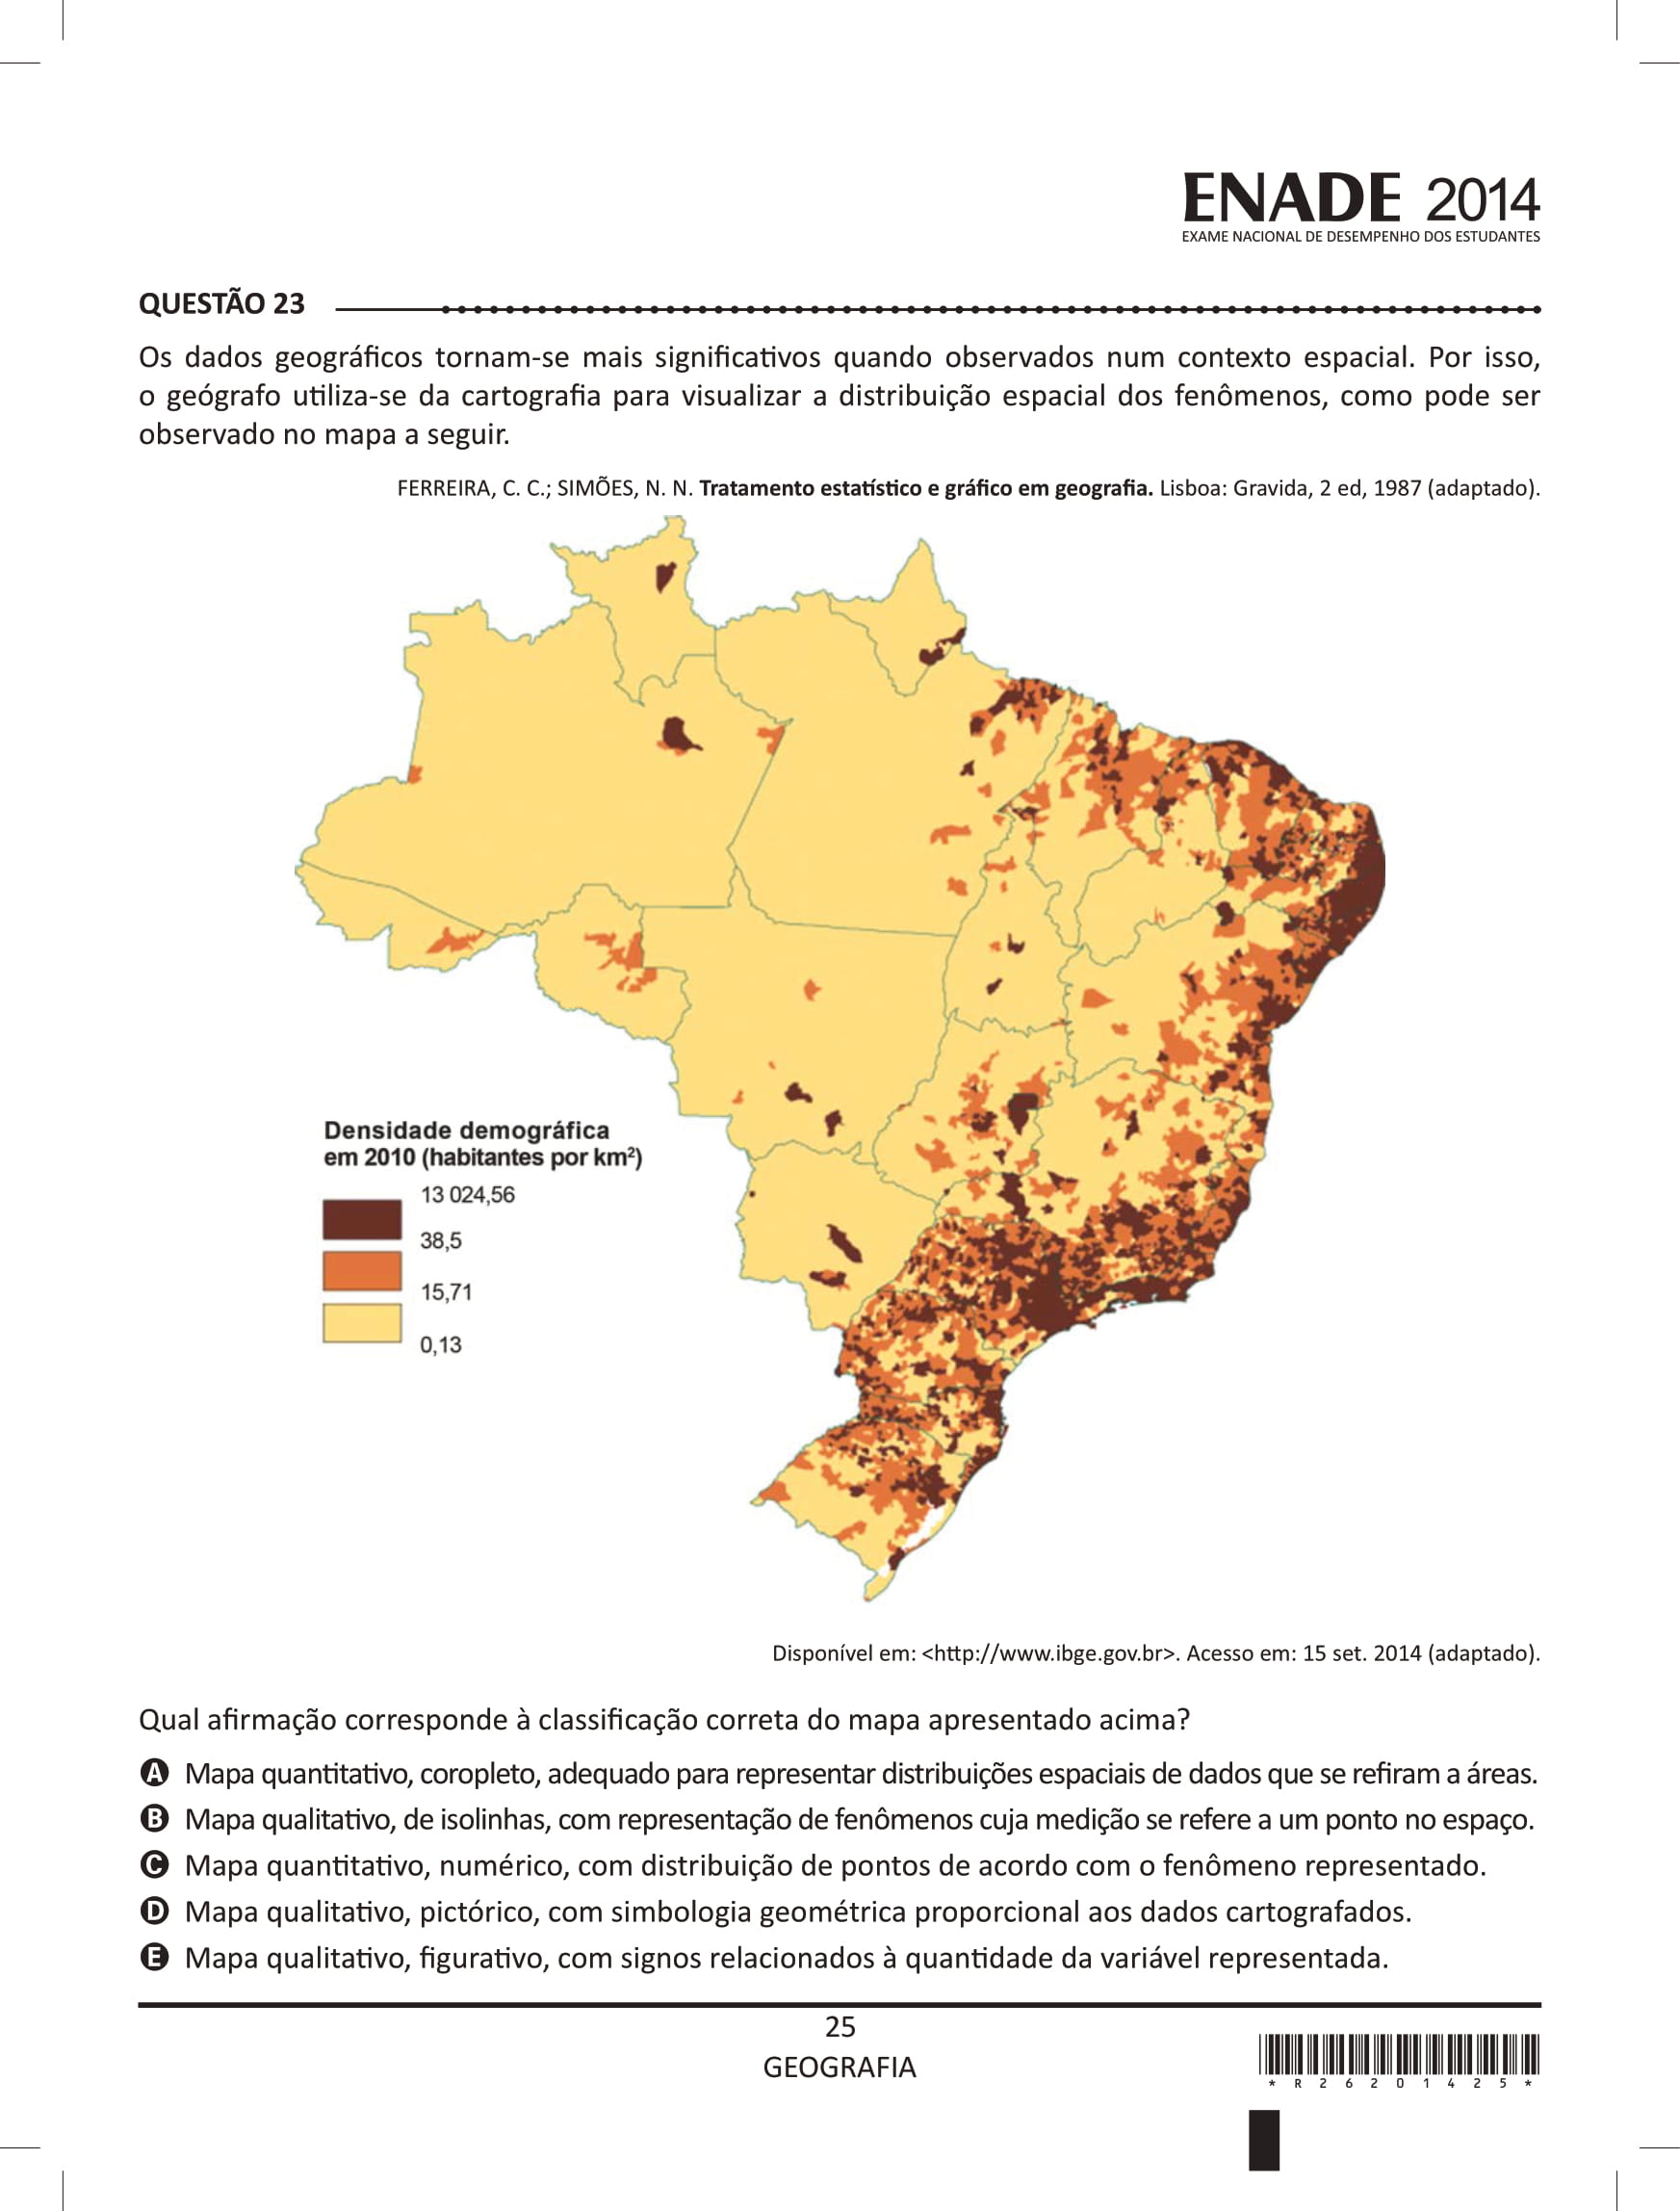 ENADE 2014
EXAME NACIONAL DE DESEMPENHO DOS ESTUDANTES
QUESTÃO 23
Os dados geográficos tornam-se mais significativos quando observados num contexto espacial. Por isso,
o geógrafo utiliza-se da cartografia para visualizar a distribuição espacial dos fenômenos, como pode ser
observado no mapa a seguir.
FERREIRA, C. C.; SIMÕES, N. N. Tratamento estatístico e gráfico em geografia. Lisboa: Gravida, 2 ed, 1987 (adaptado).
Densidade demográfica
em 2010 (habitantes por km²)
13 024,56
38,5
15,71
0,13
Disponível em: <http://www.ibge.gov.br>. Acesso em: 15 set. 2014 (adaptado).
Qual afirmação corresponde à classificação correta do mapa apresentado acima?
A Mapa quantitativo, coropleto, adequado para representar distribuições espaciais de dados que se refiram a áreas.
B Mapa qualitativo, de isolinhas, com representação de fenômenos cuja medição se refere a um ponto no espaço.
C Mapa quantitativo, numérico, com distribuição de pontos de acordo com o fenômeno representado.
D Mapa qualitativo, pictórico, com simbologia geométrica proporcional aos dados cartografados.
E Mapa qualitativo, figurativo, com signos relacionados à quantidade da variável representada.
25
GEOGRAFIA
* R 2 6 2 0 1 4 2 5 *